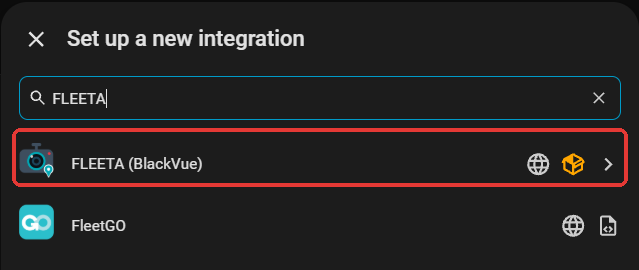 Set up a new integration
FLEETA
FLEETA (BlackVue)
GO
FleetGO